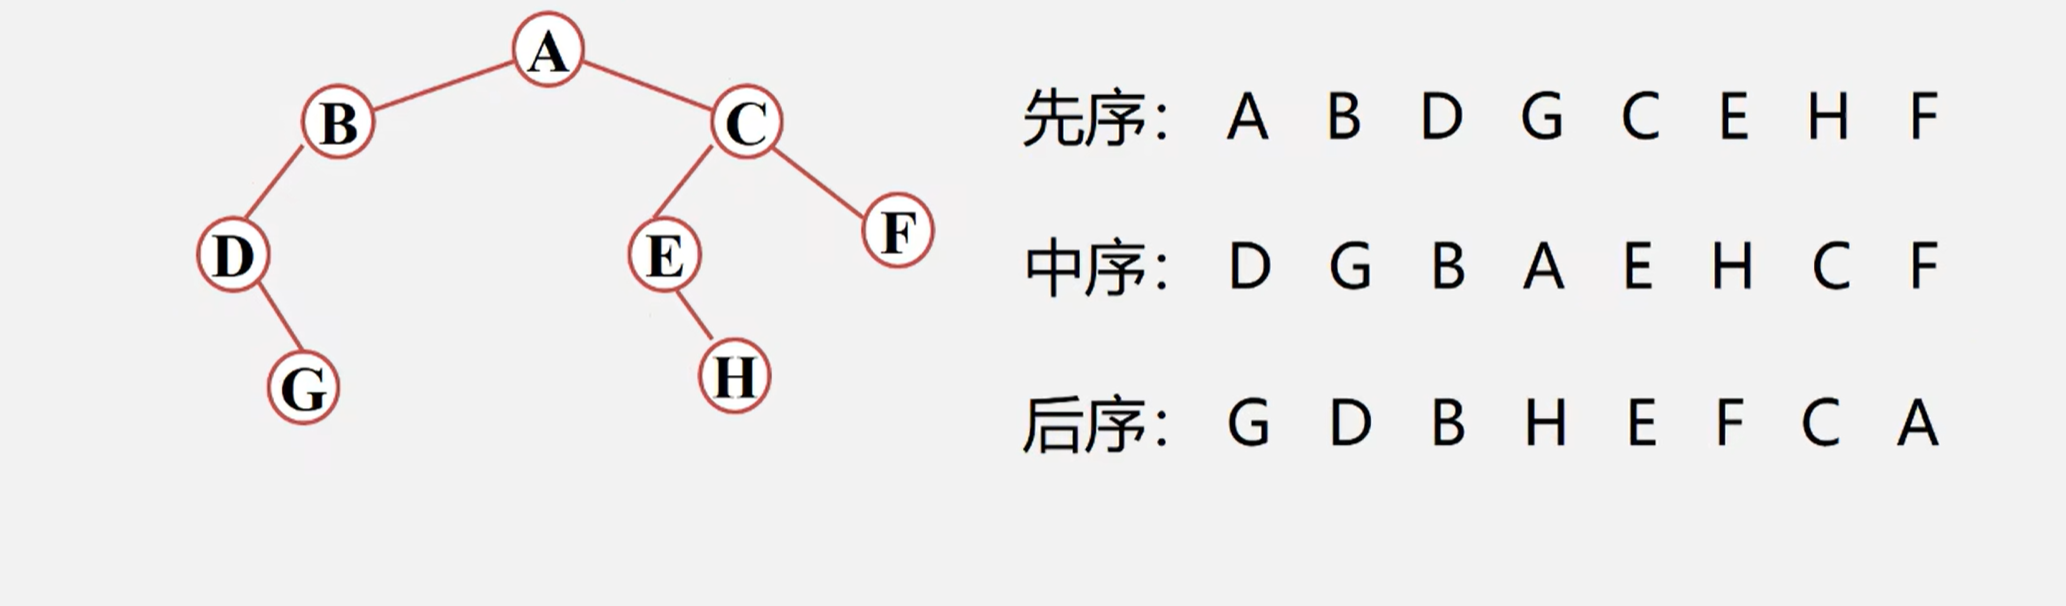 A
B
C
D
E
F
G
H
先序： A B D G C E H F
中序： D G B A E H C F
后序： G D B H E F C A